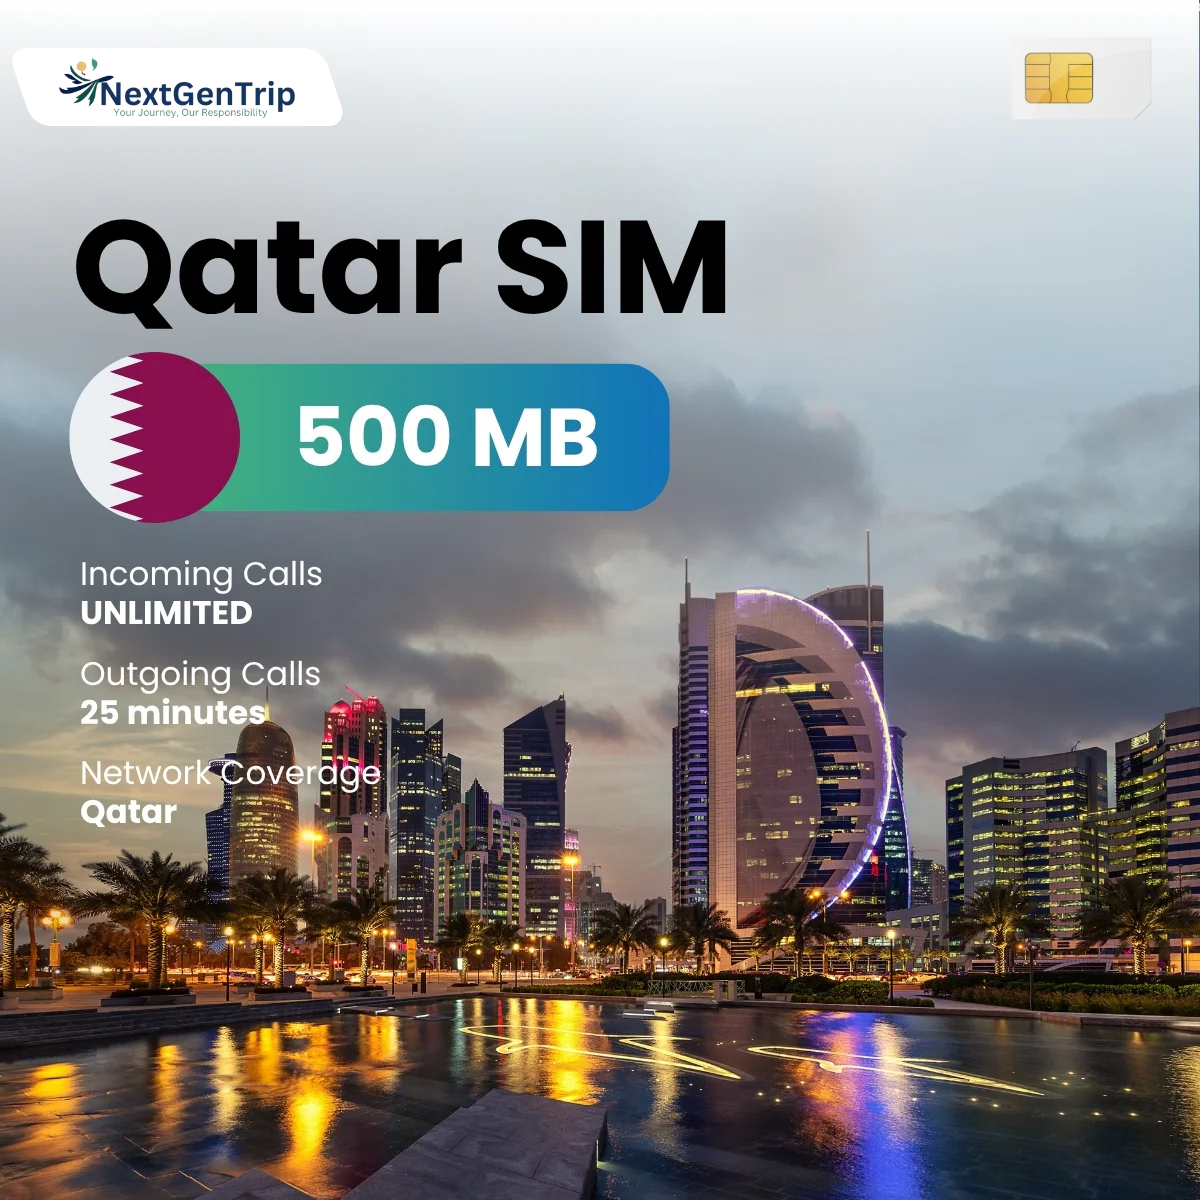 NextGenTrip
Your Journey, Our Responsibility
Qatar SIM
500 MB
Incoming Calls
UNLIMITED
Outgoing Calls
25 minutes
Network Coverage
Qatar